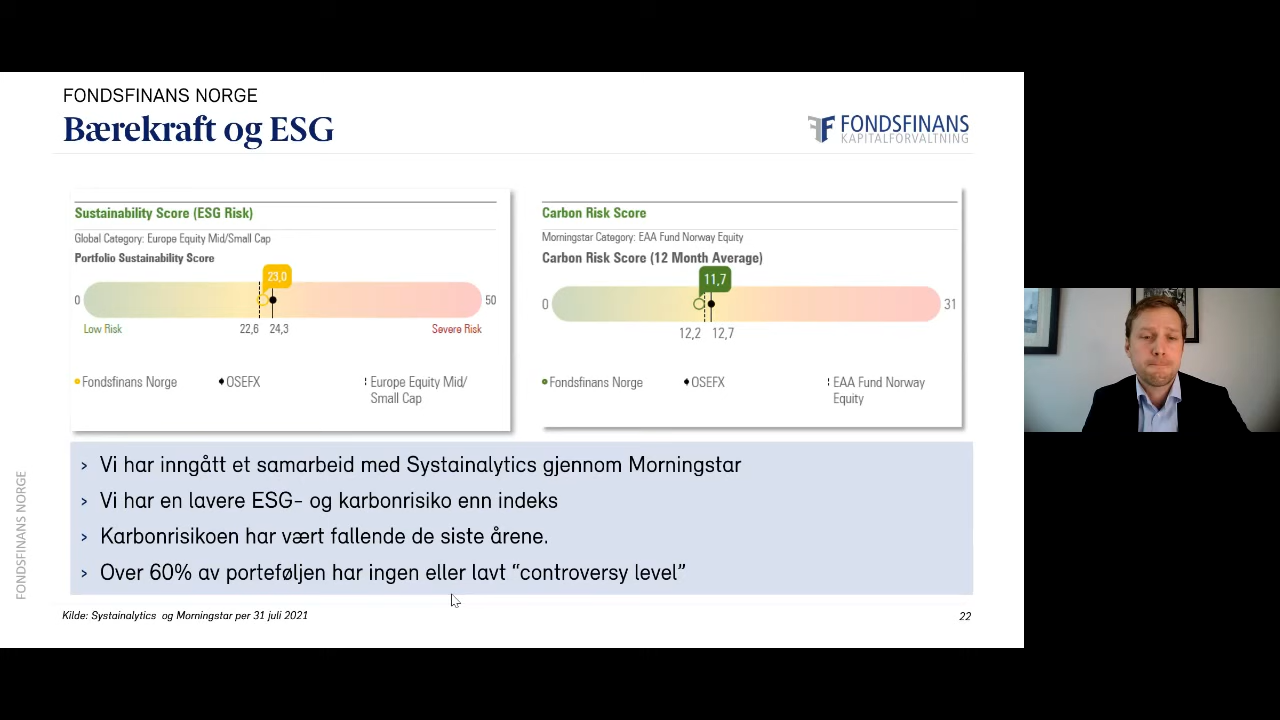 FONDSFINANS NORGE
Bærekraft og ESG
FONDSFINANS
KAPITALFORVALTNING
Sustainability Score (ESG Risk)
Global Category: Europe Equity Mid/Small Cap
Portfolio Sustainability Score
23,0
0
50
Low Risk
22,6
24,3
Severe Risk
Fondsfinans Norge
OSEFX
Europe Equity Mid/
Small Cap
Carbon Risk Score
Morningstar Category: EAA Fund Norway Equity
Carbon Risk Score (12 Month Average)
11,7
0
31
12,2
12,7
Fondsfinans Norge
OSEFX
EAA Fund Norway
Equity
› Vi har inngått et samarbeid med Systainalytics gjennom Morningstar
› Vi har en lavere ESG- og karbonrisiko enn indeks
› Karbonrisikoen har vært fallende de siste årene.
› Over 60% av porteføljen har ingen eller lavt “controversy level”
FONDSFINANS NORGE
Kilde: Systainalytics og Morningstar per 31 juli 2021
22